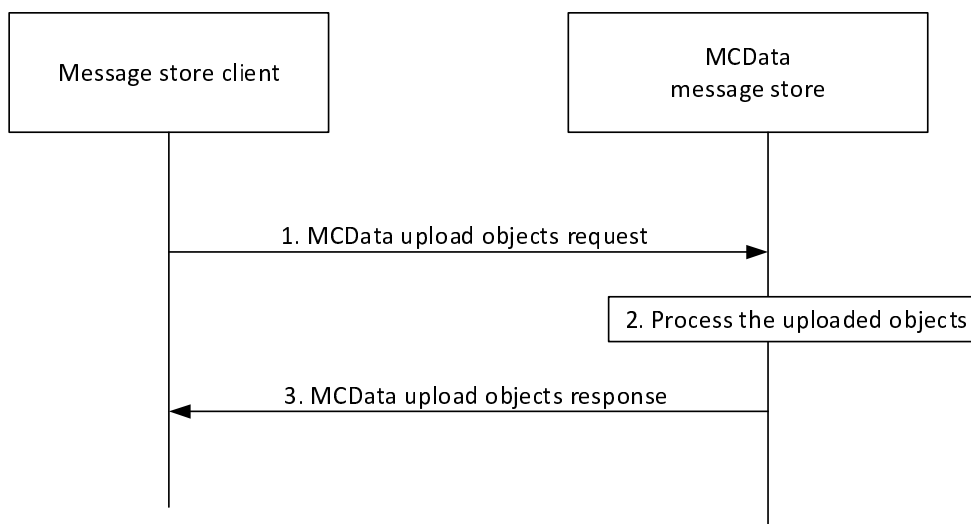 Message store client
MCData
message store
1. MCData upload objects request
2. Process the uploaded objects
3. MCData upload objects response